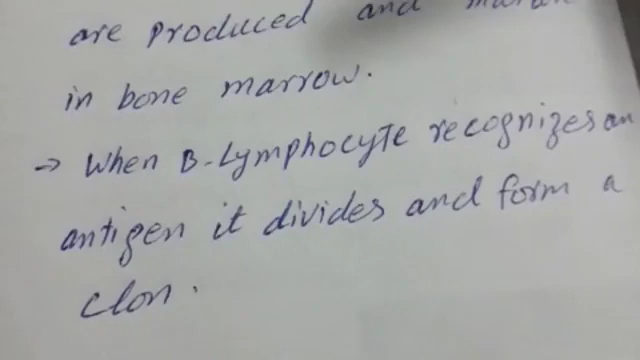 are produced and
in bone marrow.
→ When B-Lymphocyte recognizes an
antigen it divides and form a
Clon.